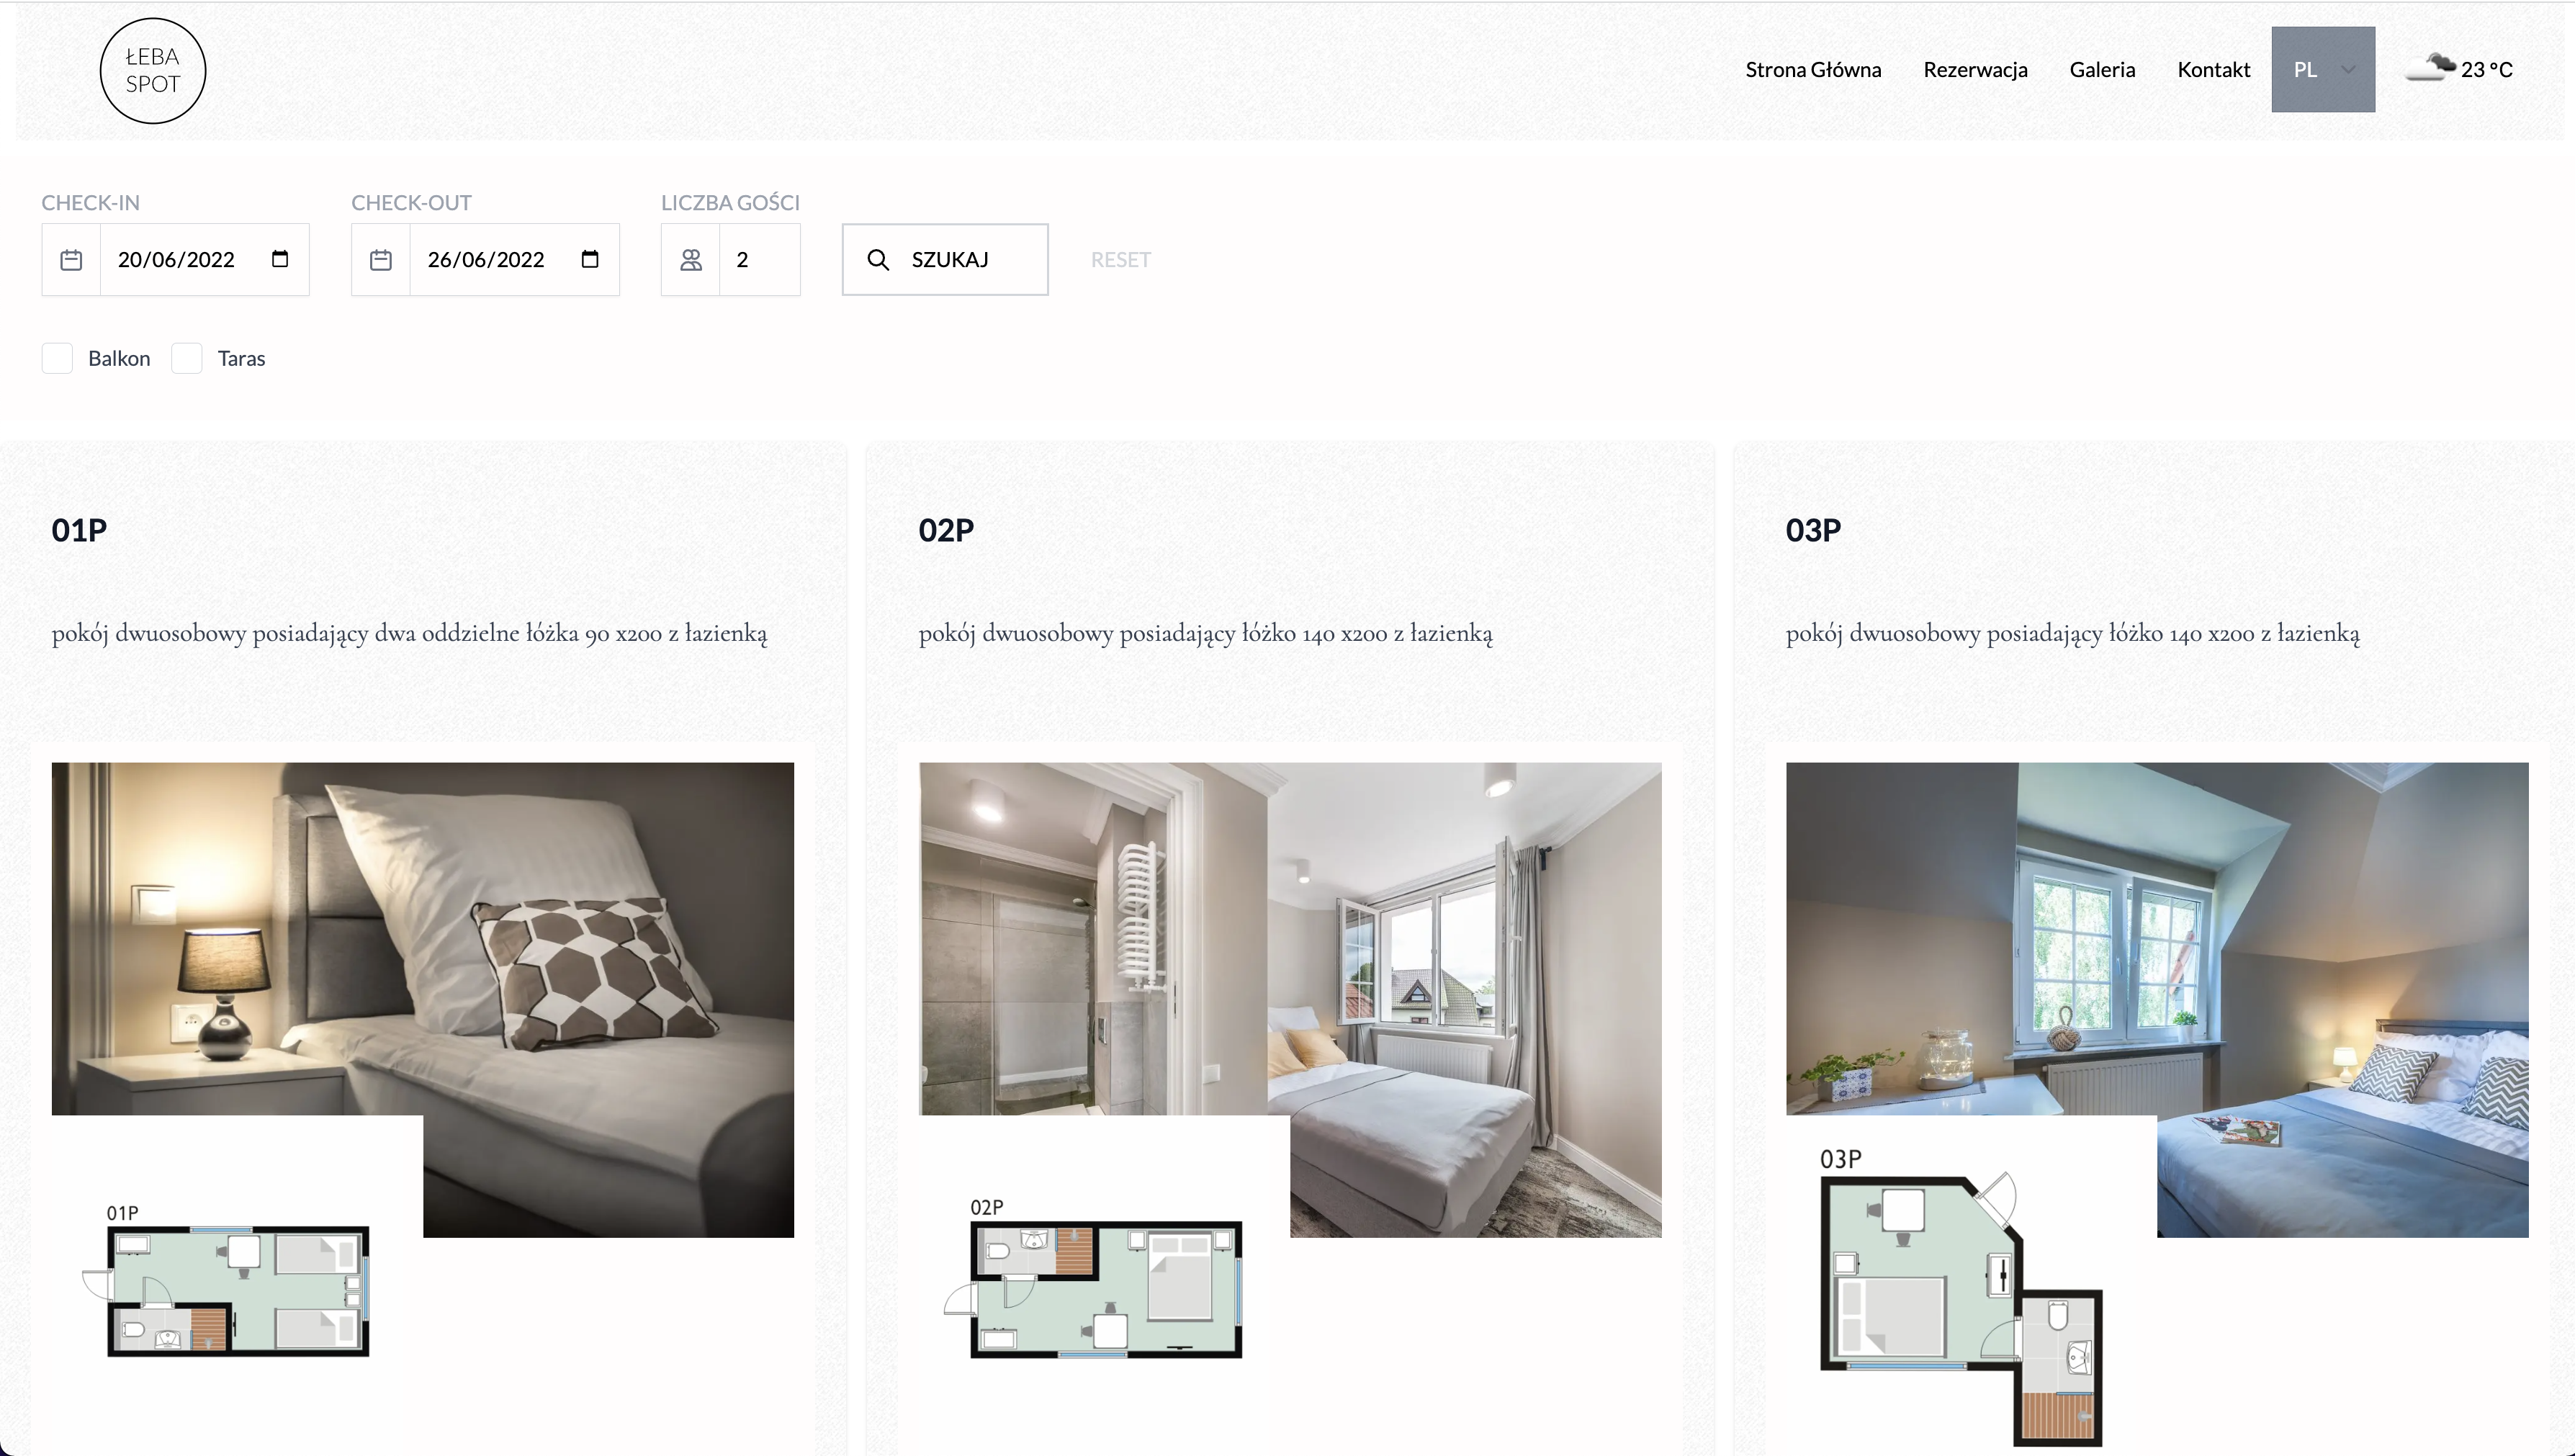 ŁEBA
SPOT
Strona Główna
Rezerwacja
Galeria
Kontakt
PL
23 °C
CHECK-IN
CHECK-OUT
LICZBA GOŚCI
20/06/2022
26/06/2022
2
SZUKAJ
RESET
Balkon
Taras
01P
02P
03P
pokój dwuosobowy posiadający dwa oddzielne łóżka 90 x200 z łazienką
pokój dwuosobowy posiadający łóżko 140 x200 z łazienką
pokój dwuosobowy posiadający łóżko 140 x200 z łazienką
01P
02P
03P